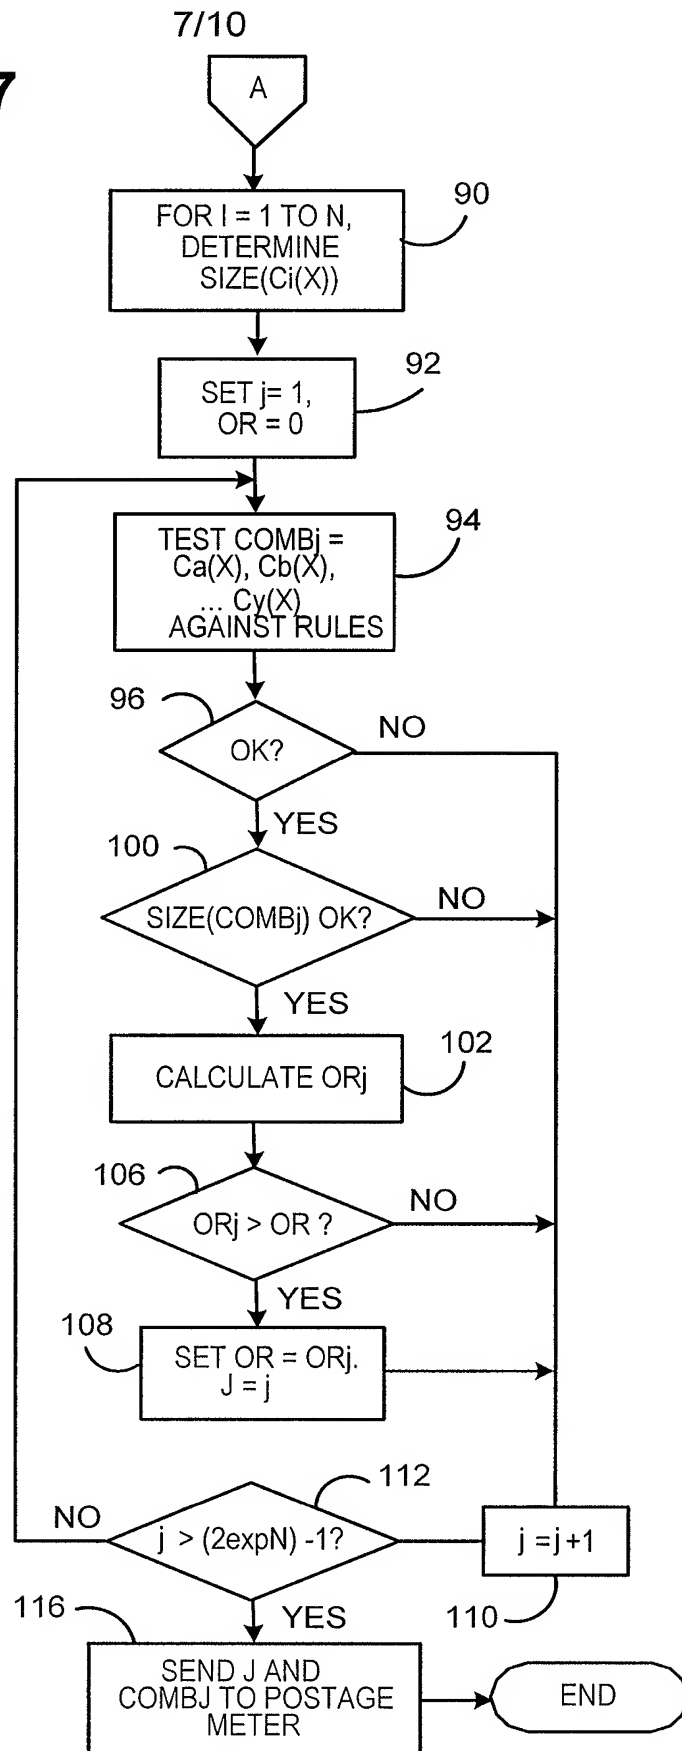 7/10
7
A
FOR I = 1 TO N,
DETERMINE
SIZE(Ci(X))
90
SET j= 1,
OR = 0
92
TEST COMBj =
Ca(X), Cb(X),
... Cy(X)
AGAINST RULES
94
96
OK?
NO
YES
100
SIZE(COMBj) OK?
NO
YES
CALCULATE ORj
102
106
ORj > OR ?
NO
YES
108
SET OR = ORj.
J = j
112
NO
j > (2expN) -1?
j =j+1
110
116
YES
SEND J AND
COMBJ TO POSTAGE
METER
END